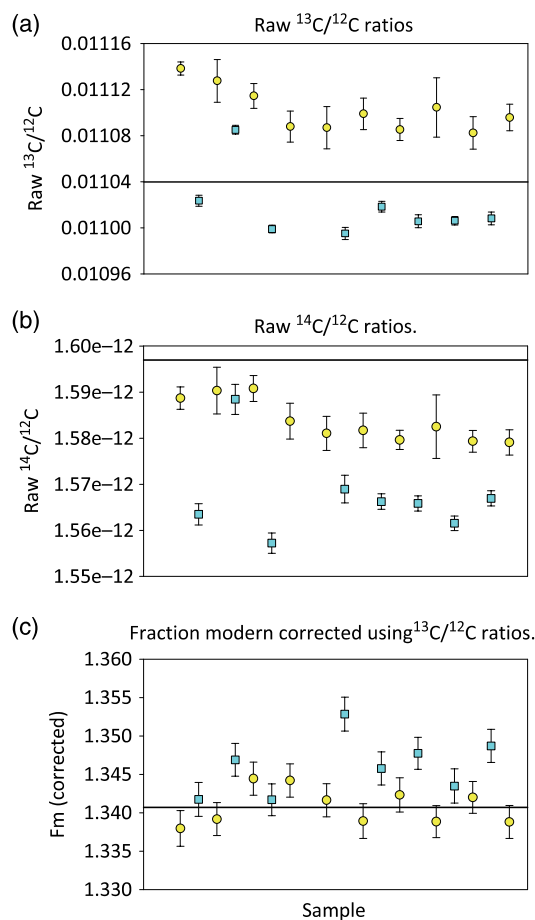 (a)
Raw ¹³C/¹²C ratios
0.01116
0.01112
0.01108
0.01104
0.01100
0.01096
Raw ¹³C/¹²C
(b)
Raw ¹⁴C/¹²C ratios.
1.60e−12
1.59e−12
1.58e−12
1.57e−12
1.56e−12
1.55e−12
Raw ¹⁴C/¹²C
(c)
Fraction modern corrected using¹³C/¹²C ratios.
1.360
1.355
1.350
1.345
1.340
1.335
1.330
Fm (corrected)
Sample